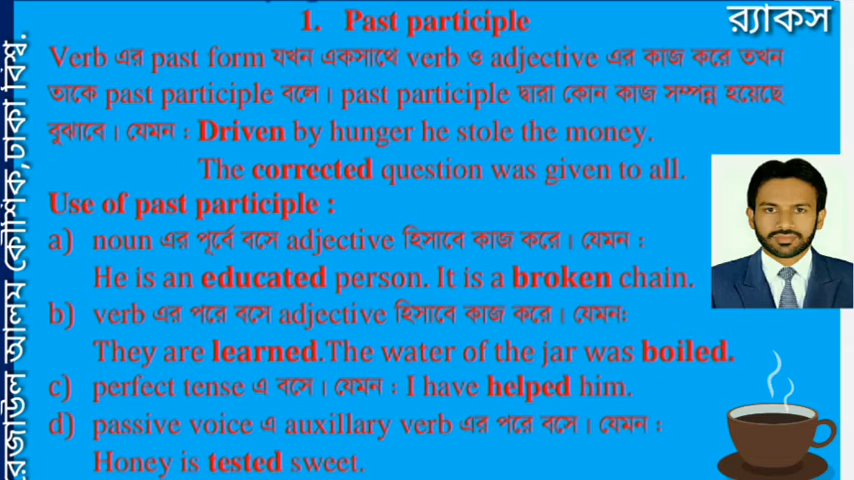 1. Past participle
র‍্যাকস
Verb এর past form যখন একসাথে verb ও adjective এর কাজ করে তখন
তাকে past participle বলে। past participle দ্বারা কোন কাজ সম্পন্ন হয়েছে
বুঝাবে। যেমন : Driven by hunger he stole the money.
The corrected question was given to all.
Use of past participle :
a) noun এর পূর্বে বসে adjective হিসাবে কাজ করে। যেমন :
He is an educated person. It is a broken chain.
b) verb এর পরে বসে adjective হিসাবে কাজ করে। যেমন:
They are learned.The water of the jar was boiled.
c) perfect tense এ বসে। যেমন : I have helped him.
d) passive voice এ auxillary verb এর পরে বসে। যেমন :
Honey is tested sweet.
রেজাউল আলম কৌশিক,ঢাকা বিশ্ব.